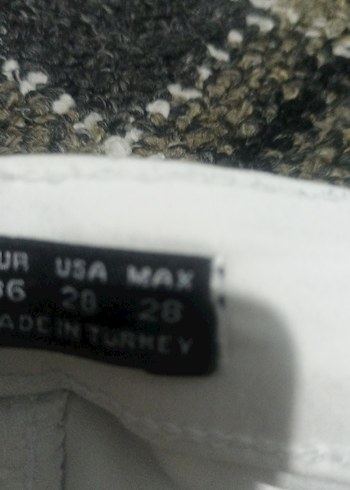 UR USA MAX
36 28 28
ADE IN TURKEY